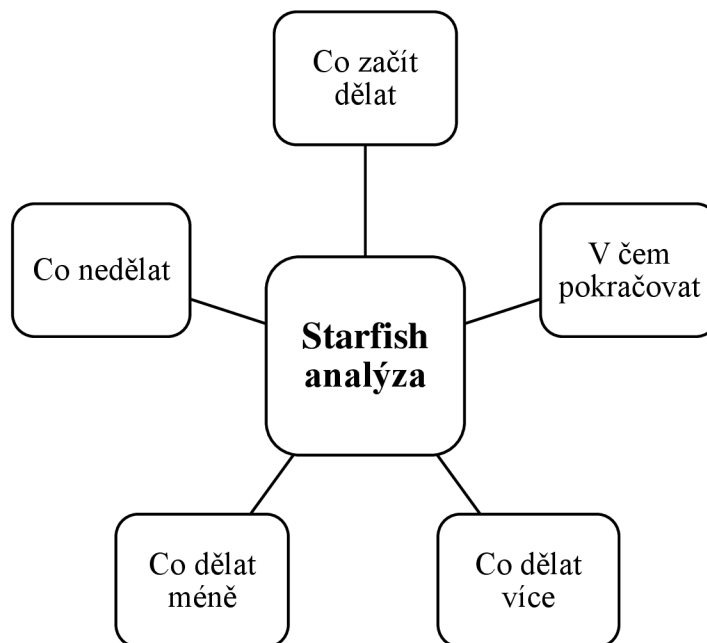 Co začít
dělat
Co nedělat
V čem
pokračovat
Starfish
analýza
Co dělat
méně
Co dělat
více